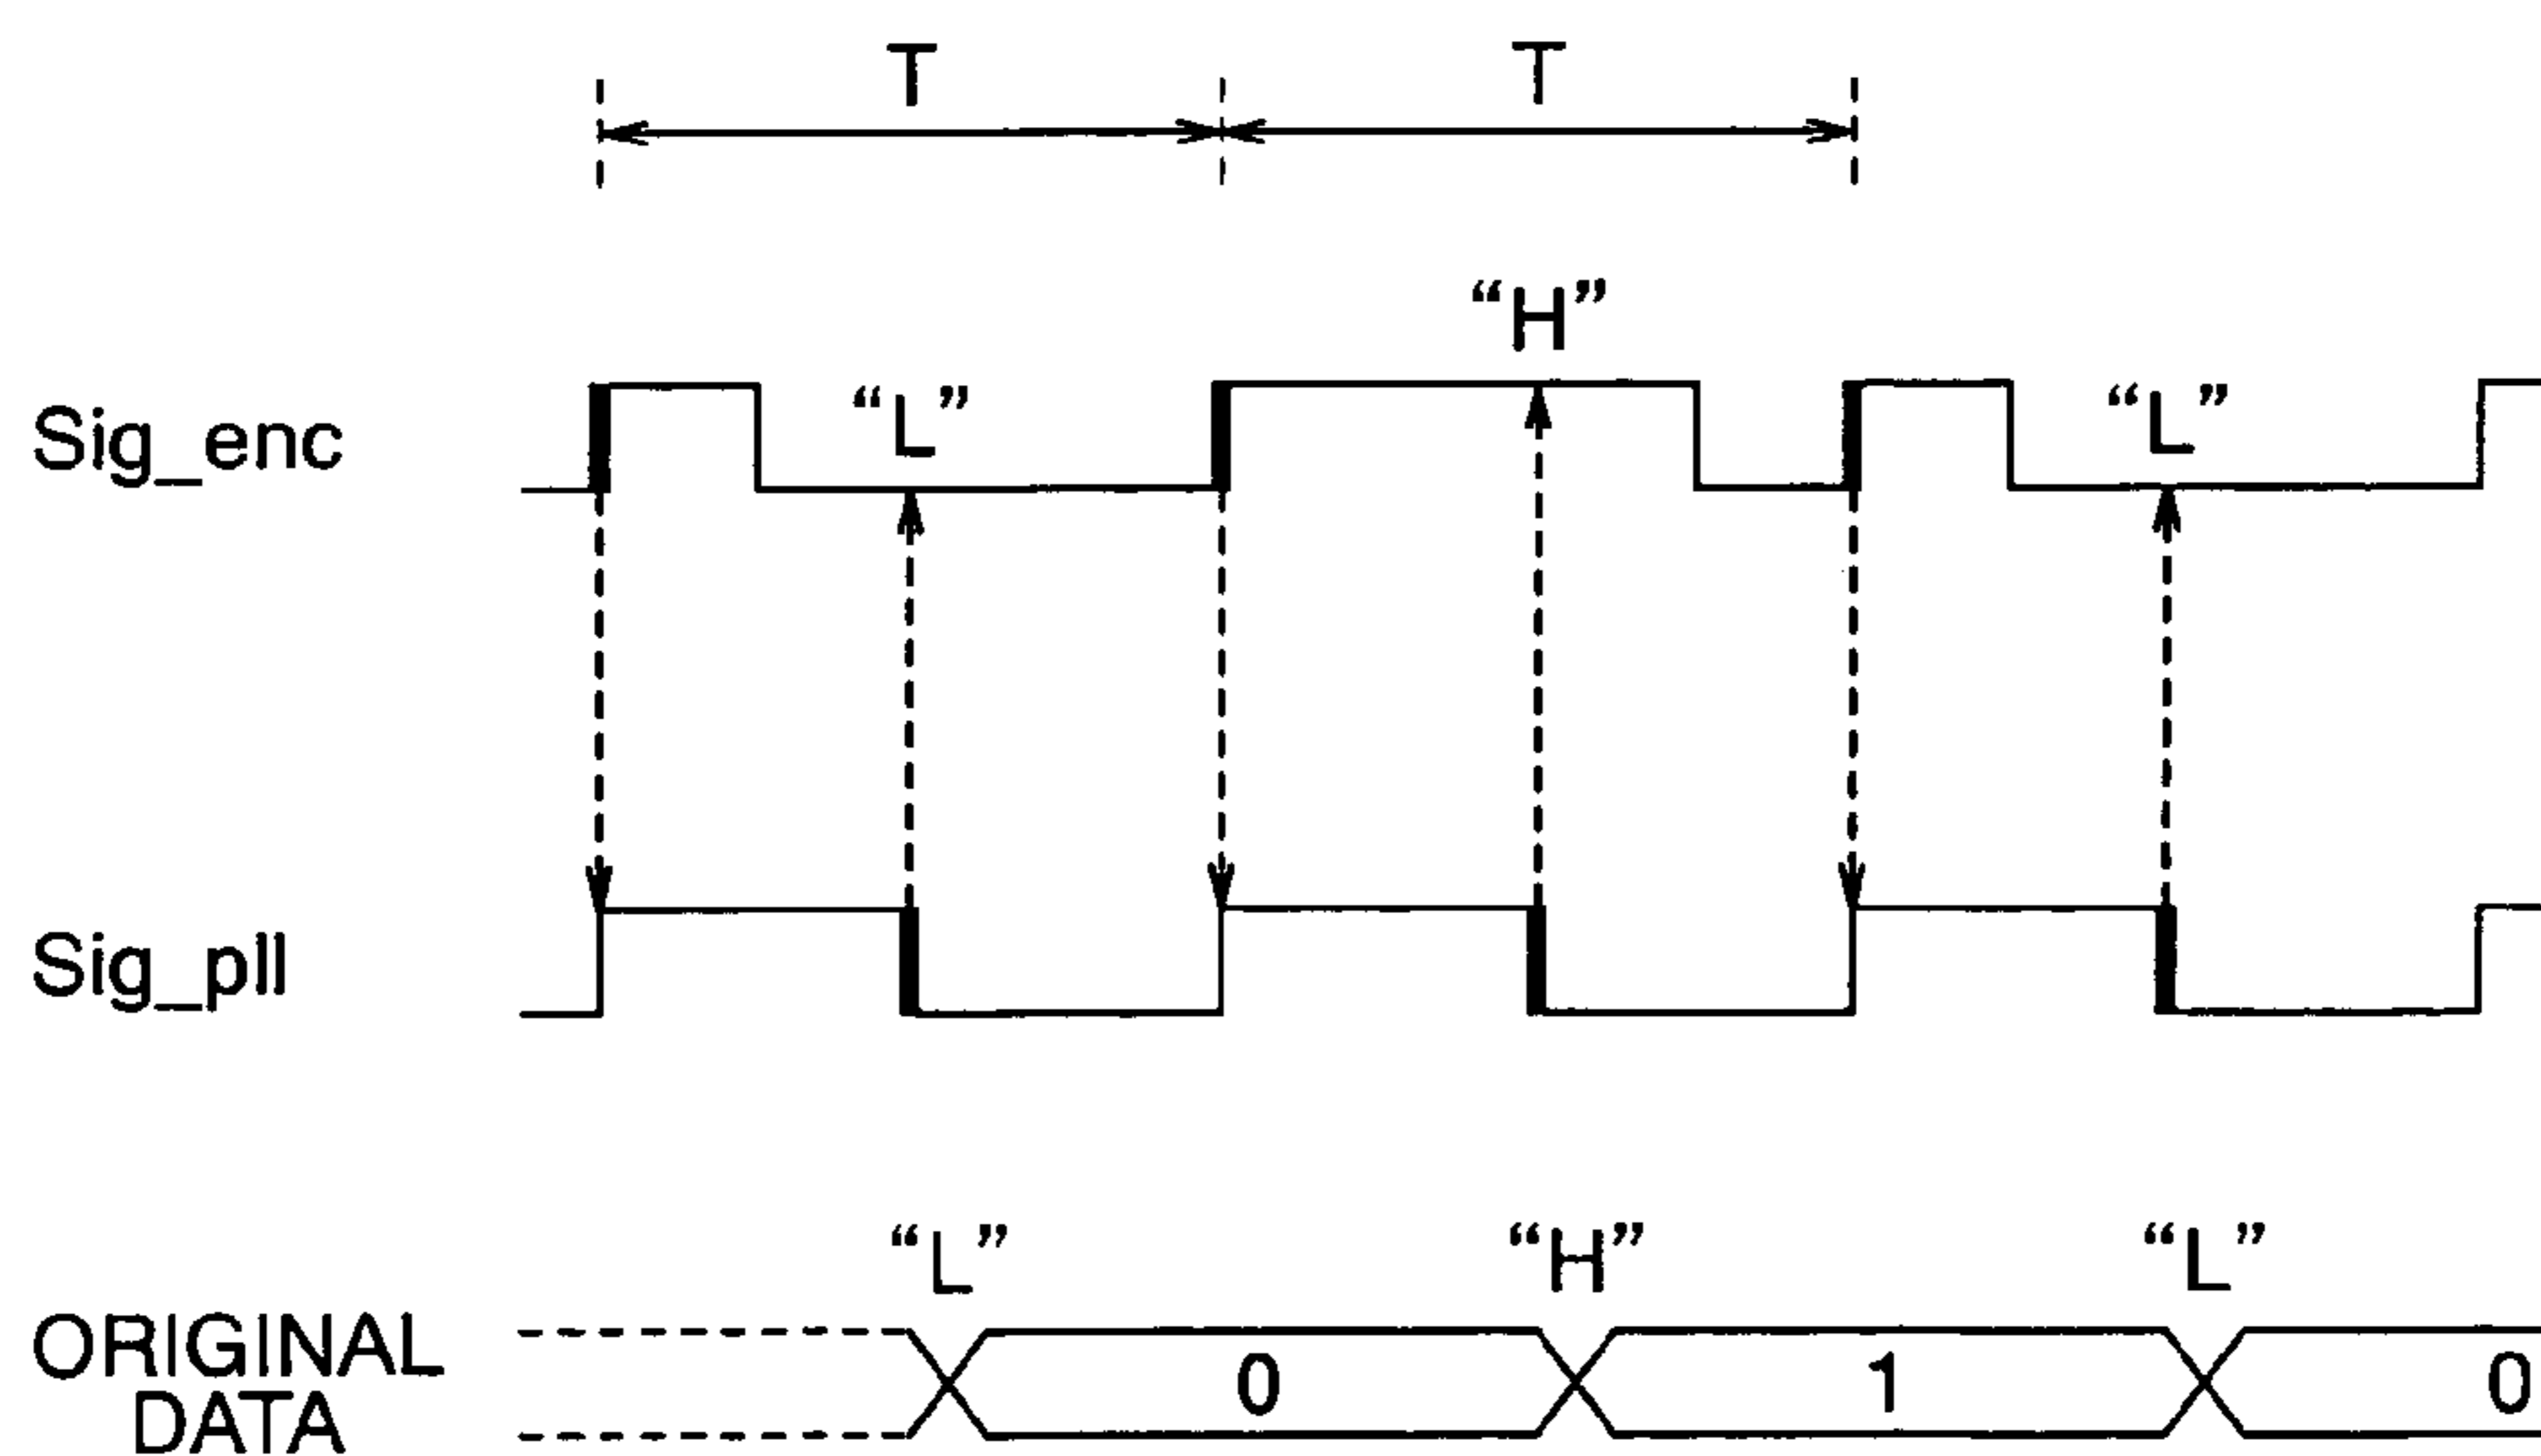 T T
“H”
“L” “L”
Sig_enc
Sig_pll
“L” “H” “L”
ORIGINAL
DATA
0 1 0